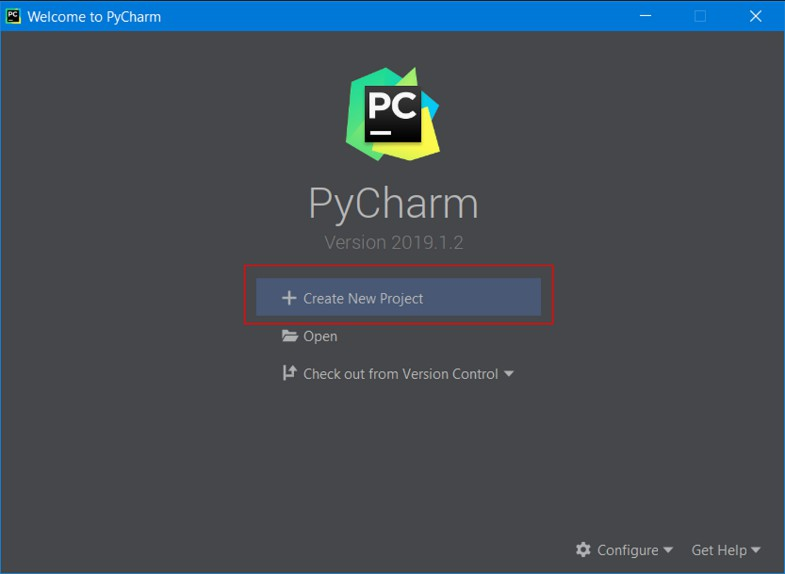 Welcome to PyCharm
PC
PyCharm
Version 2019.1.2
Create New Project
Open
Check out from Version Control
Configure Get Help